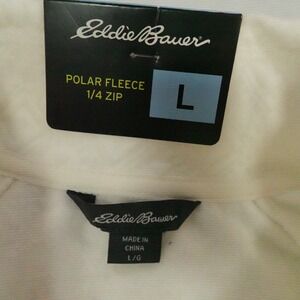 Eddie Bauer
POLAR FLEECE
1/4 ZIP
L
Eddie Bauer
MADE IN
CHINA
L/G